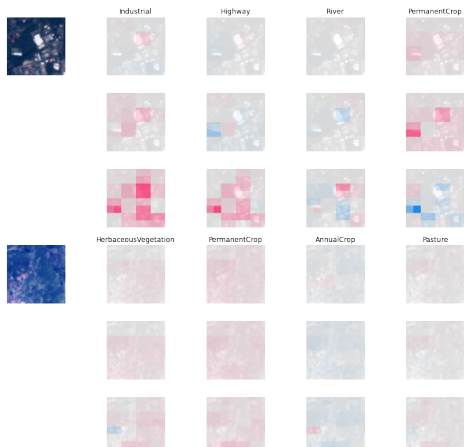 Industrial Highway River PermanentCrop
HerbaceousVegetation PermanentCrop AnnualCrop Pasture